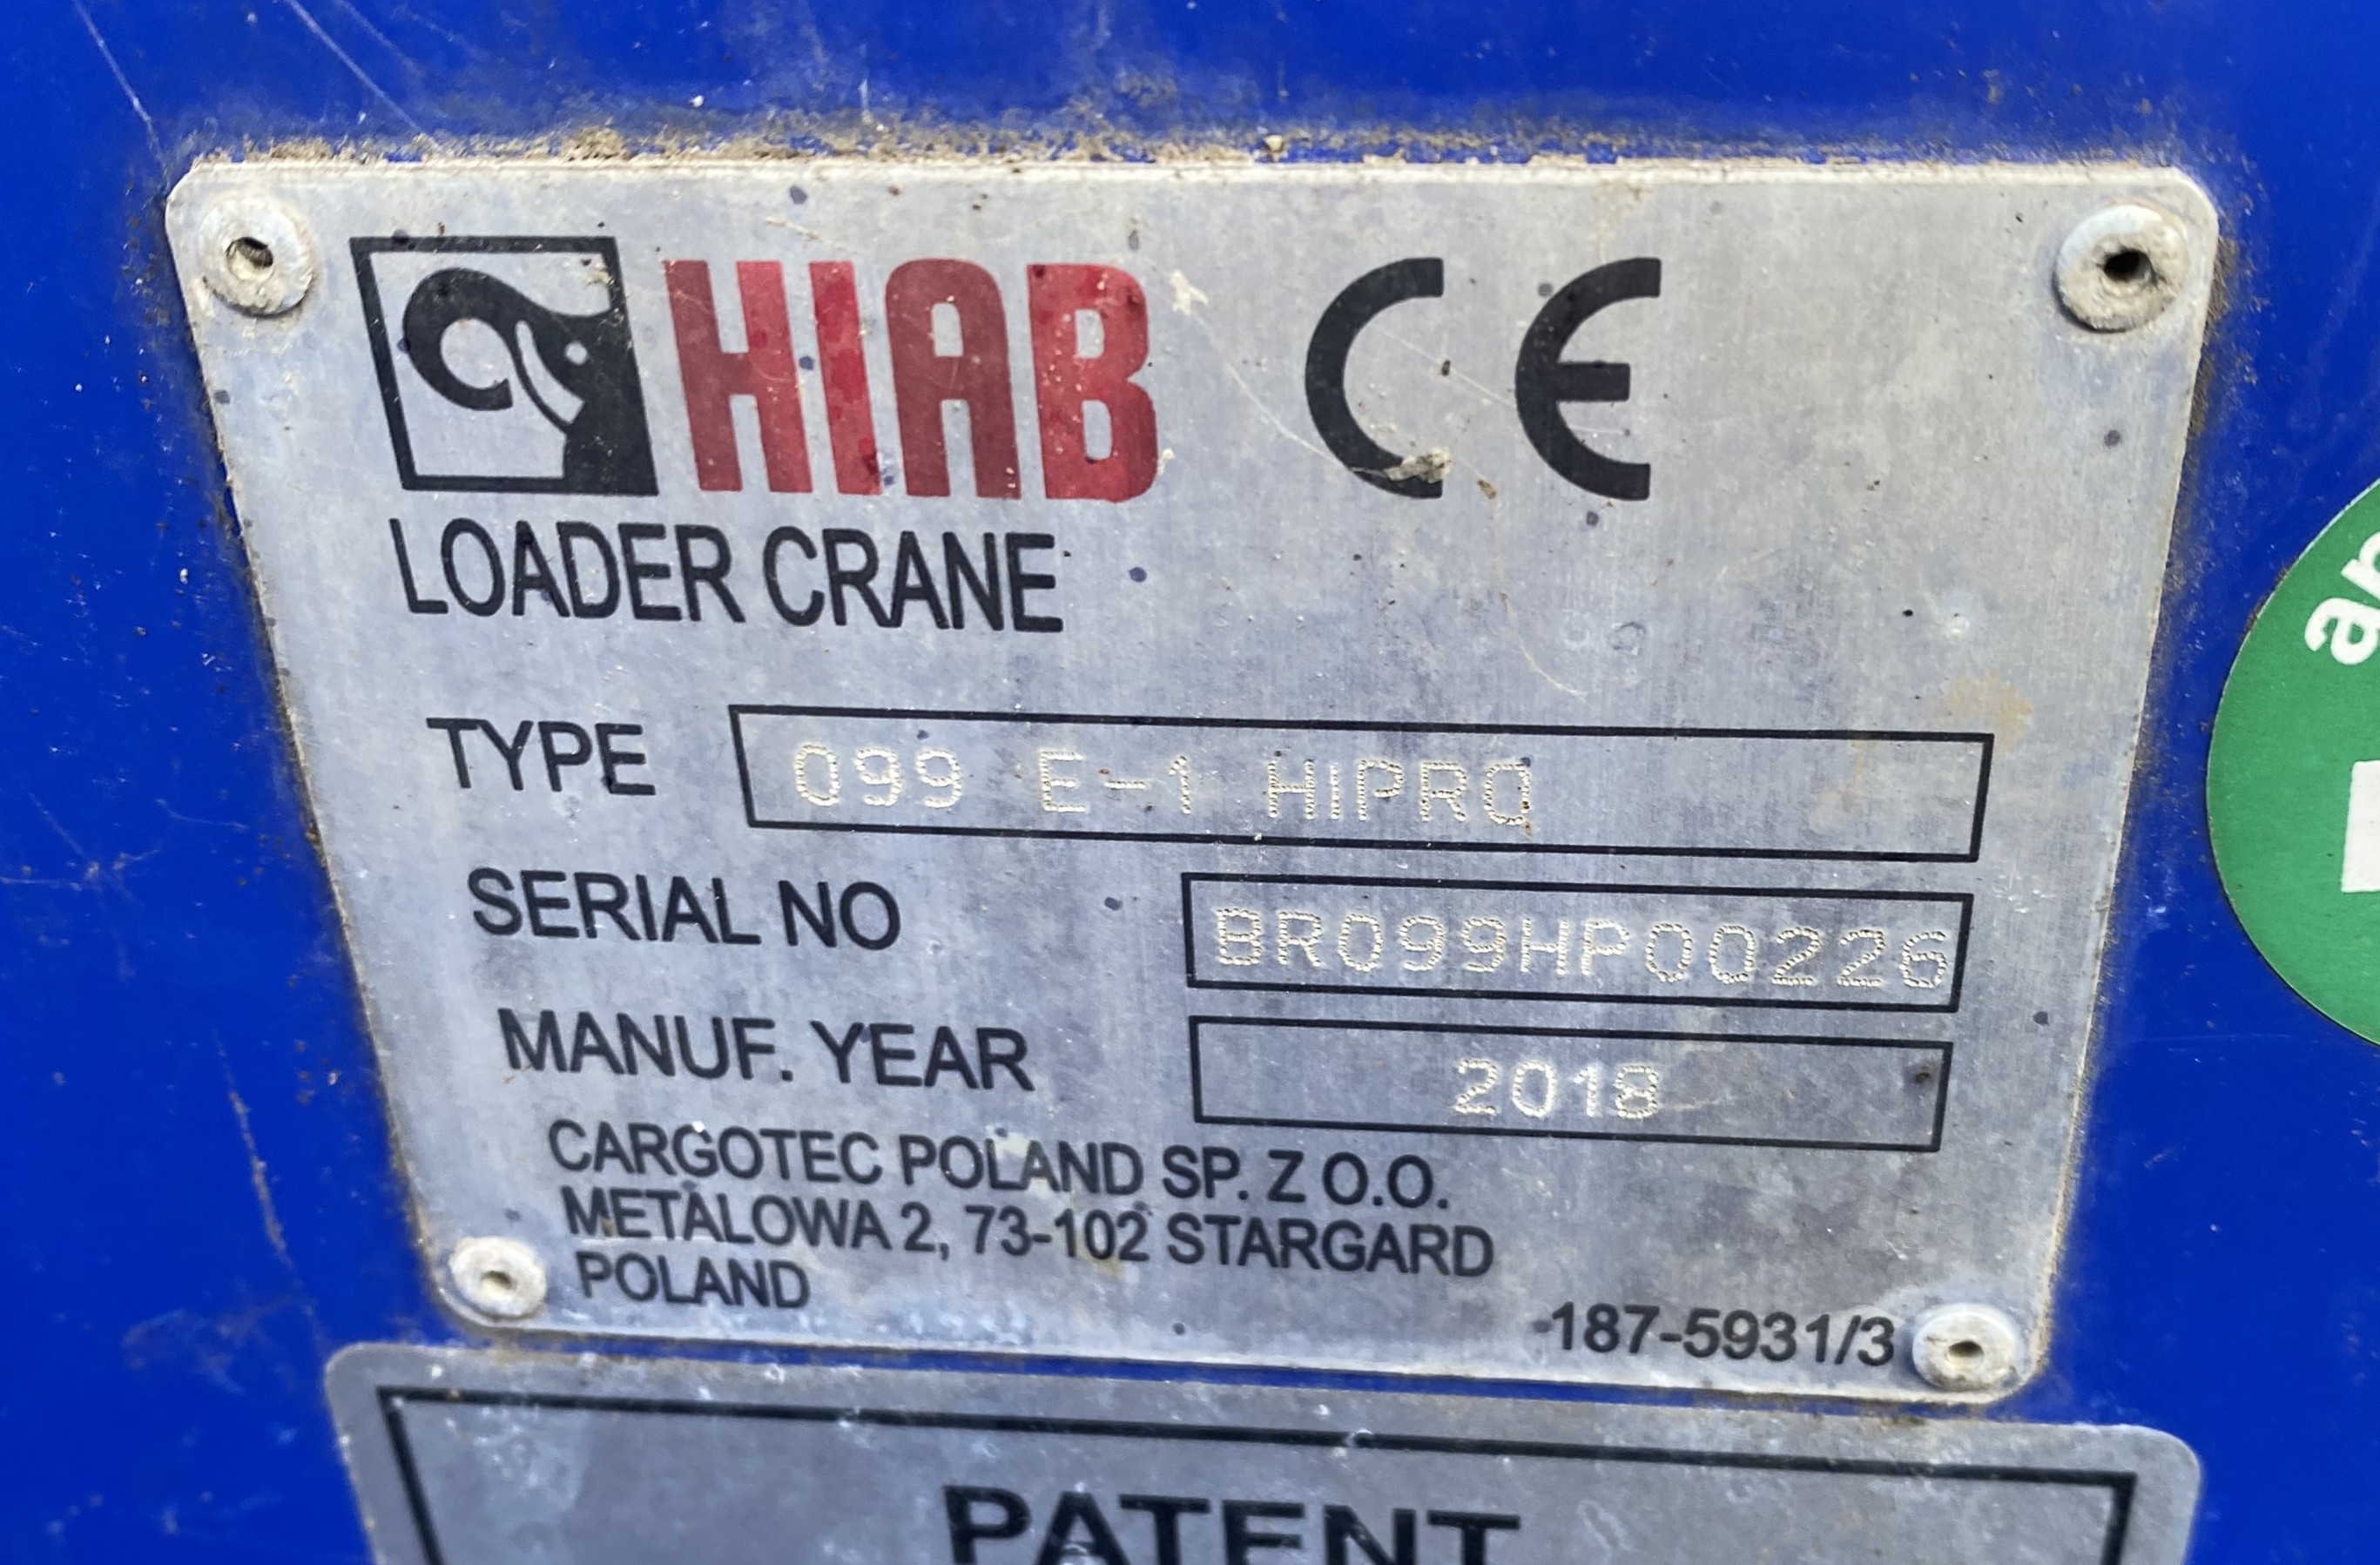 HIAB CE
LOADER CRANE
TYPE 099 E-1 HIPRO
SERIAL NO BR099HP00226
MANUF. YEAR 2018
CARGOTEC POLAND SP. Z O.O.
METALOWA 2, 73-102 STARGARD
POLAND
187-5931/3
PATENT